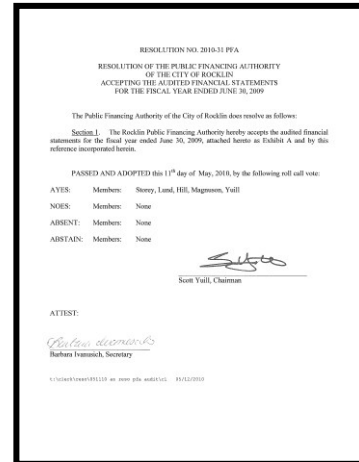 RESOLUTION NO. 2010-31 PFA
RESOLUTION OF THE PUBLIC FINANCING AUTHORITY
OF THE CITY OF ROCKLIN
ACCEPTING THE AUDITED FINANCIAL STATEMENTS
FOR THE FISCAL YEAR ENDED JUNE 30, 2009
The Public Financing Authority of the City of Rocklin does resolve as follows:
Section 1. The Rocklin Public Financing Authority hereby accepts the audited financial
statements for the fiscal year ended June 30, 2009, attached hereto as Exhibit A and by this
reference incorporated herein.
PASSED AND ADOPTED this 11th day of May, 2010, by the following roll call vote:
AYES: Members: Storey, Lund, Hill, Magnuson, Yuill
NOES: Members: None
ABSENT: Members: None
ABSTAIN: Members: None
Scott Yuill, Chairman
ATTEST:
Barbara Ivanusich, Secretary
05/12/2010